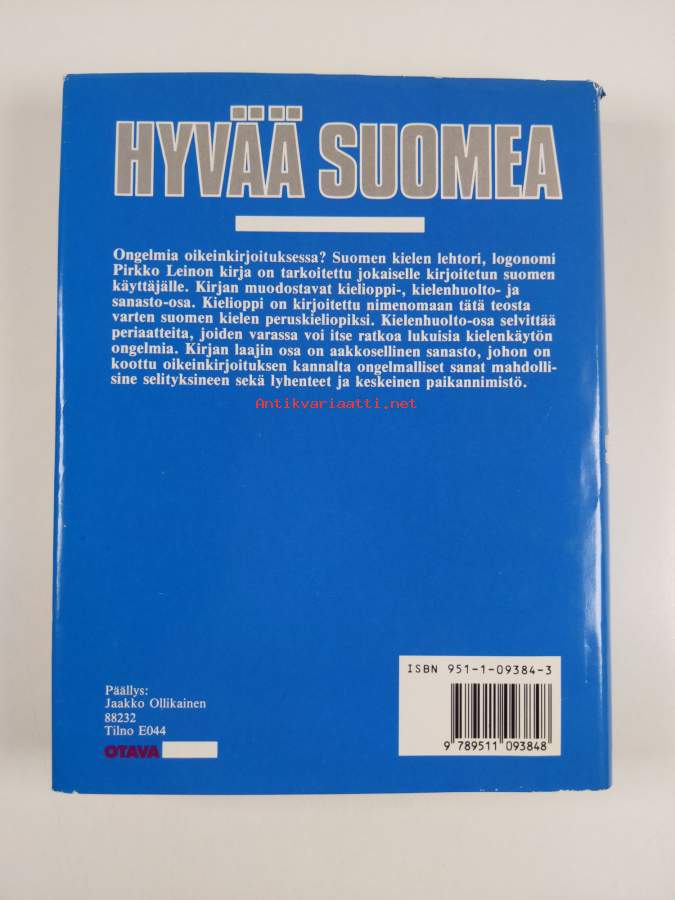 HYVÄÄ SUOMEA
Ongelmia oikeinkirjoituksessa? Suomen kielen lehtori, logonomi
Pirkko Leinon kirja on tarkoitettu jokaiselle kirjoitetun suomen
käyttäjälle. Kirjan muodostavat kielioppi-, kielenhuolto- ja
sanasto-osa. Kielioppi on kirjoitettu nimenomaan tätä teosta
varten suomen kielen peruskieliopiksi. Kielenhuolto-osa selvittää
periaatteita, joiden varassa voi itse ratkoa lukuisia kielenkäytön
ongelmia. Kirjan laajin osa on aakkosellinen sanasto, johon on
koottu oikeinkirjoituksen kannalta ongelmalliset sanat mahdolli-
sine selityksineen sekä lyhenteet ja keskeinen paikannimistö.
Antikvariaatti.net
ISBN 951-1-09384-3
9 789511 093848
Päällys:
Jaakko Ollikainen
88232
Tilno E044
OTAVA